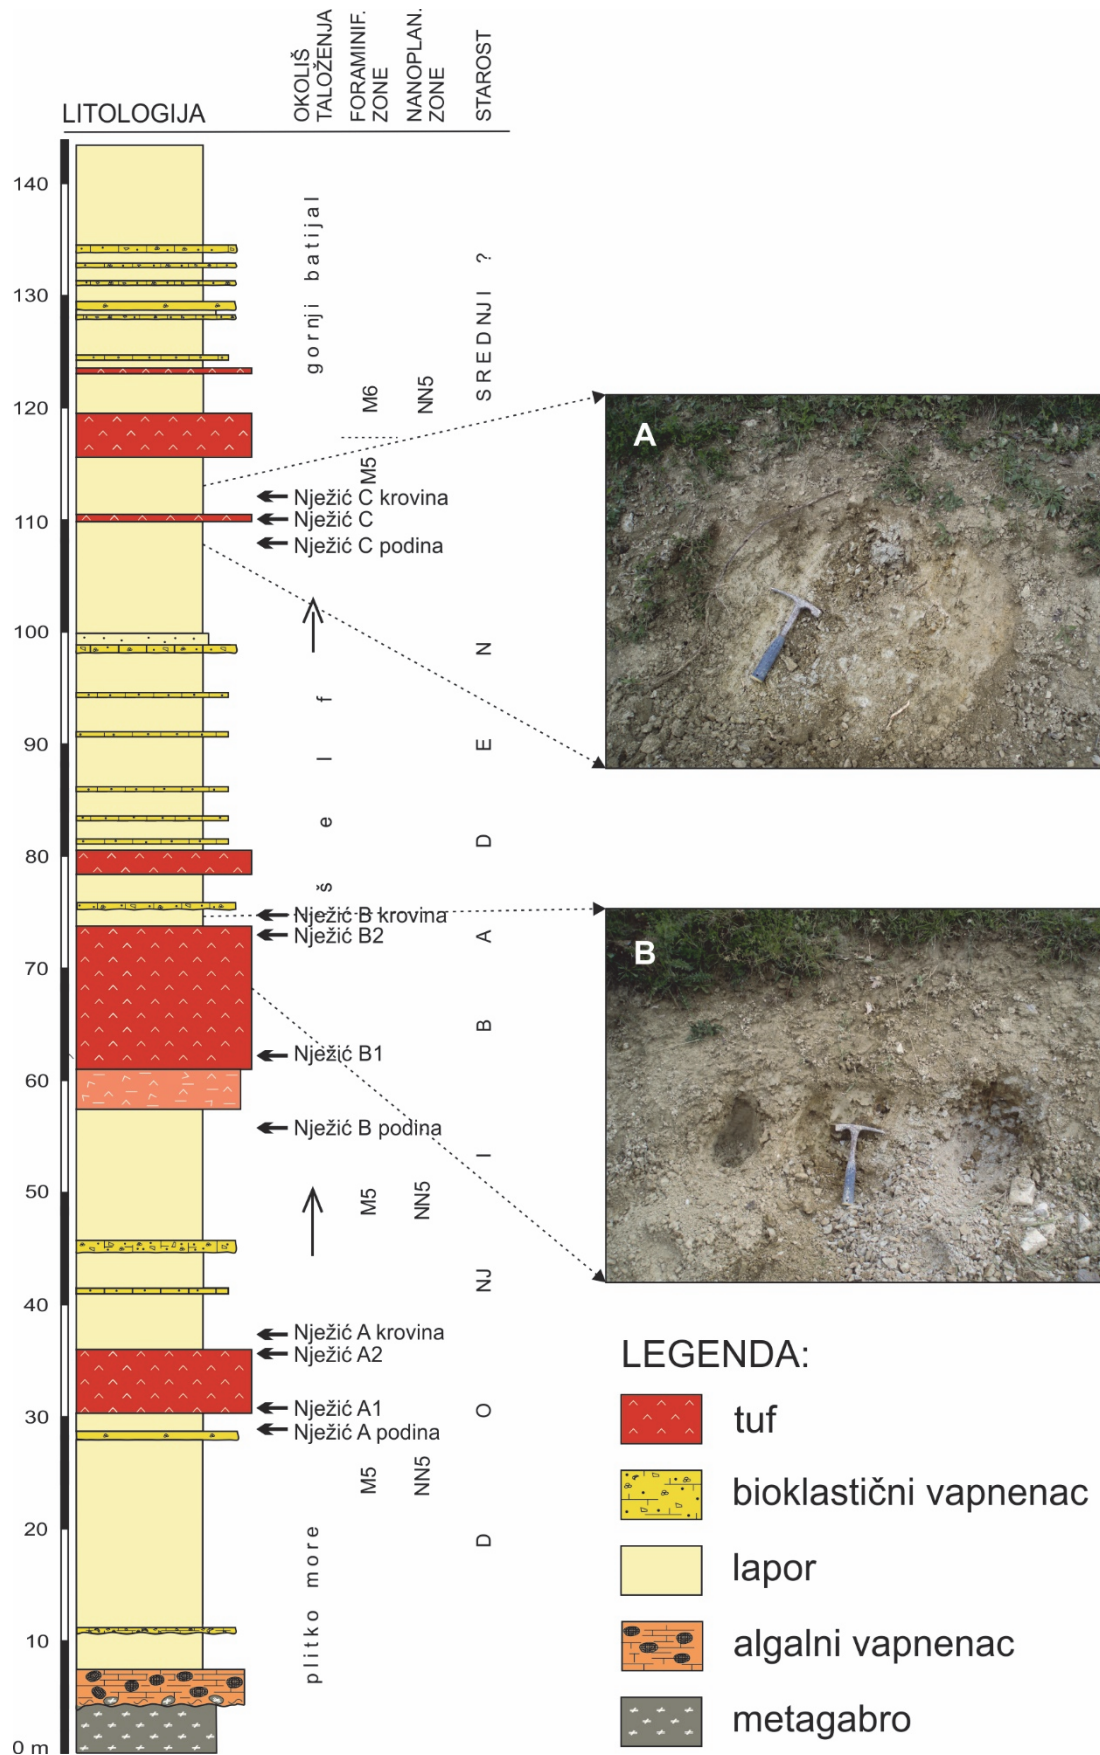 LITOLOGIJA
OKOLIŠ
TALOŽENJA
FORAMINIF.
ZONE
NANOPLAN.
ZONE
STAROST
140
130
120
110
100
90
80
70
60
50
40
30
20
10
0 m
gornji batijal
šelf
plitko more
M6
M5
M5
M5
NN5
NN5
NN5
SREDNJI ?
DONJI BADEN
Nježić C krovina
Nježić C
Nježić C podina
Nježić B krovina
Nježić B2
Nježić B1
Nježić B podina
Nježić A krovina
Nježić A2
Nježić A1
Nježić A podina
A
B
LEGENDA:
tuf
bioklastični vapnenac
lapor
algalni vapnenac
metagabro